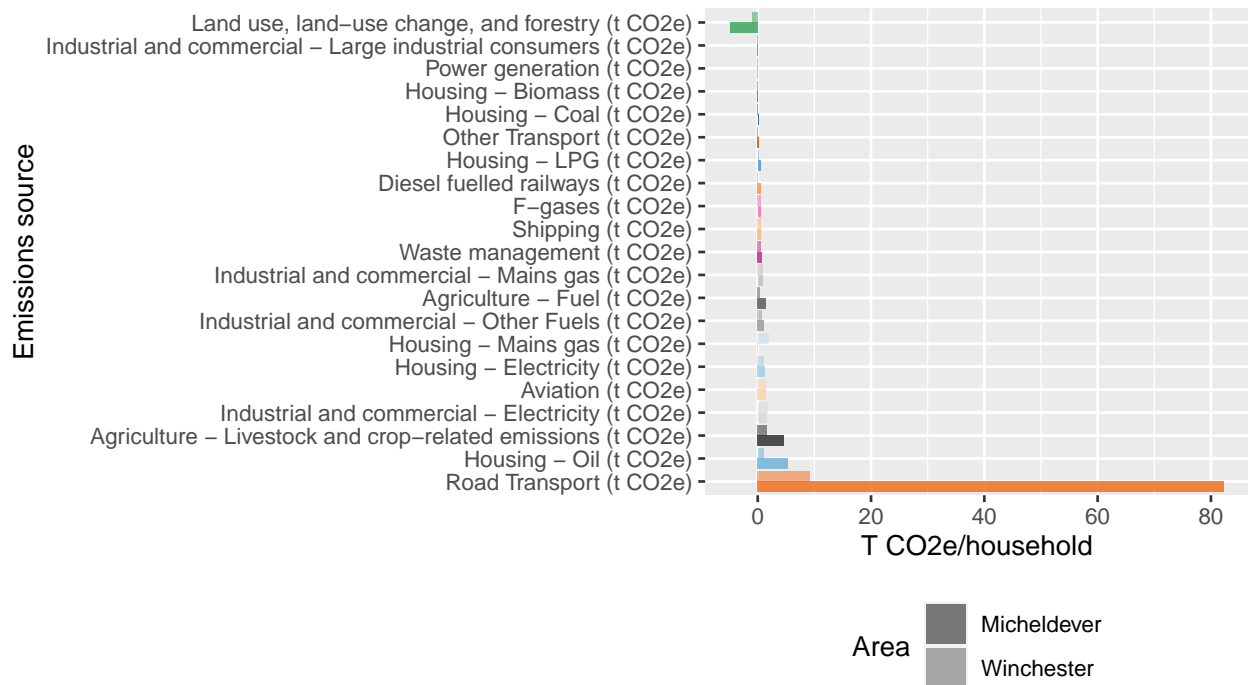 Emissions source
Land use, land−use change, and forestry (t CO2e)
Industrial and commercial − Large industrial consumers (t CO2e)
Power generation (t CO2e)
Housing − Biomass (t CO2e)
Housing − Coal (t CO2e)
Other Transport (t CO2e)
Housing − LPG (t CO2e)
Diesel fuelled railways (t CO2e)
F−gases (t CO2e)
Shipping (t CO2e)
Waste management (t CO2e)
Industrial and commercial − Mains gas (t CO2e)
Agriculture − Fuel (t CO2e)
Industrial and commercial − Other Fuels (t CO2e)
Housing − Mains gas (t CO2e)
Housing − Electricity (t CO2e)
Aviation (t CO2e)
Industrial and commercial − Electricity (t CO2e)
Agriculture − Livestock and crop−related emissions (t CO2e)
Housing − Oil (t CO2e)
Road Transport (t CO2e)
0 20 40 60 80
T CO2e/household
Area
Micheldever
Winchester